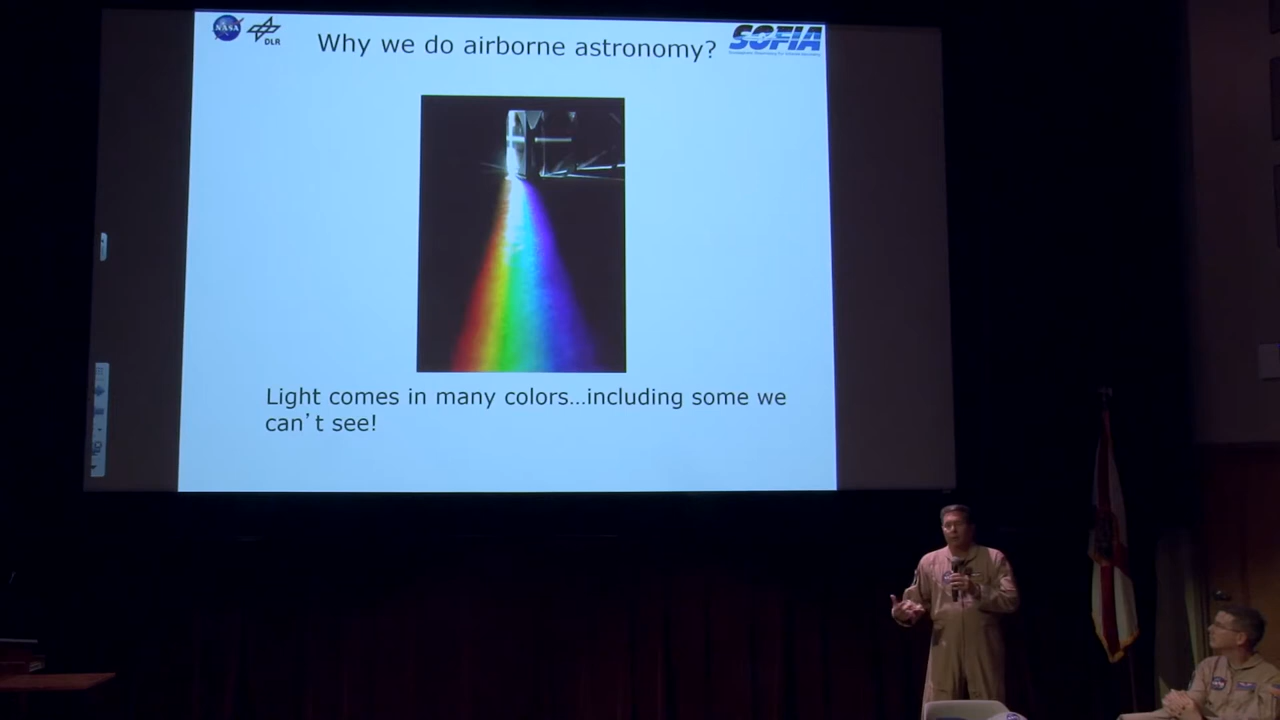 NASA
DLR
Why we do airborne astronomy?
SOFIA
Light comes in many colors...including some we
can't see!